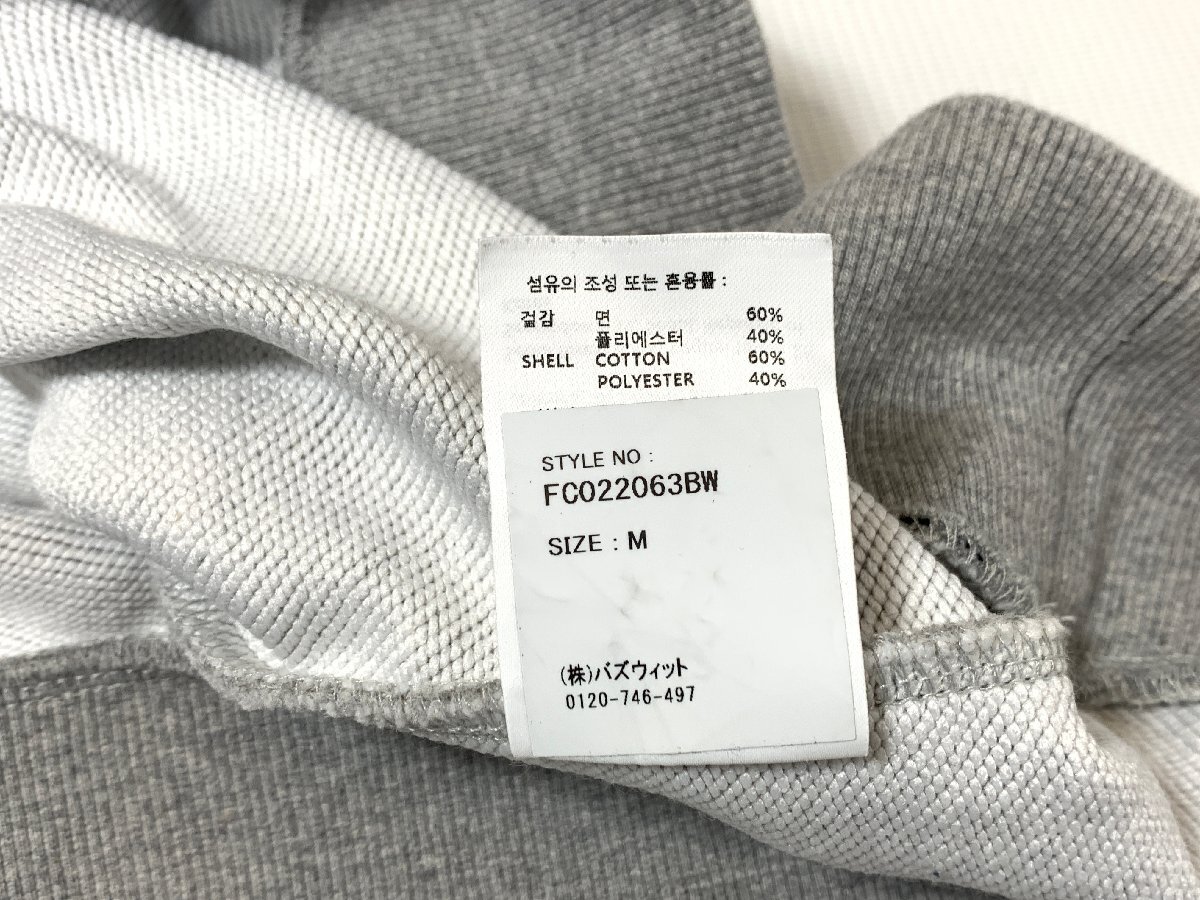 섬유의 조성 또는 혼용률 :
겉감 면 60%
폴리에스터 40%
SHELL COTTON 60%
POLYESTER 40%
STYLE NO :
FC022063BW
SIZE : M
(株)バズウィット
0120-746-497